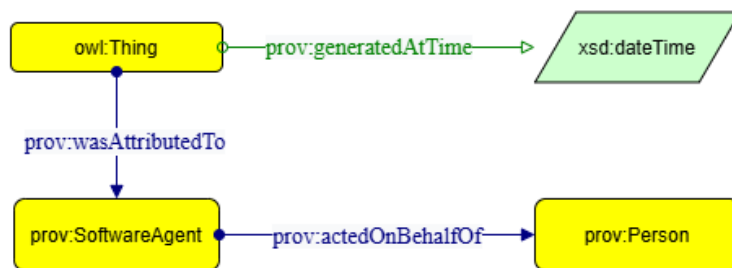 owl:Thing
prov:generatedAtTime
xsd:dateTime
prov:wasAttributedTo
prov:SoftwareAgent
prov:actedOnBehalfOf
prov:Person